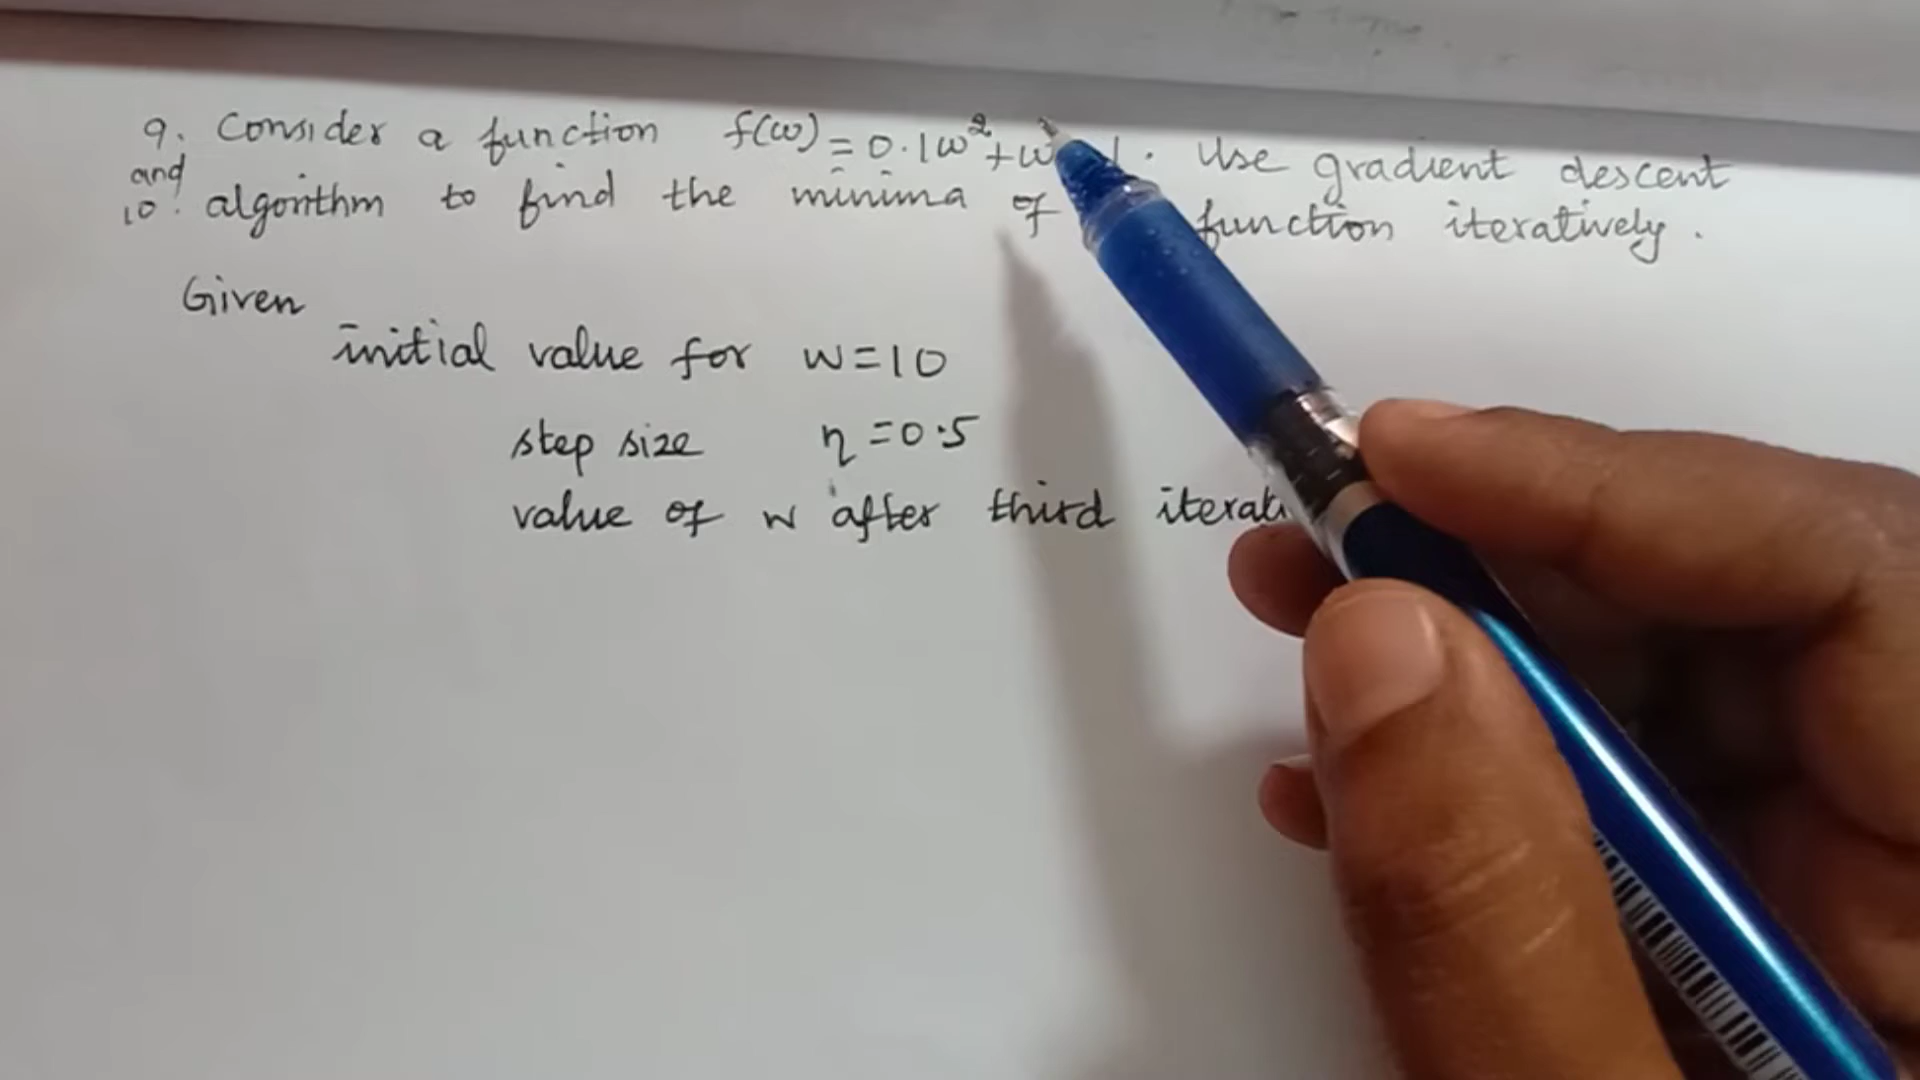 9. Consider a function f(w) = 0.1w² + w 1. Use gradient descent
and
10. algorithm to find the minima of function iteratively.
Given
initial value for w=10
step size η = 0.5
value of w after third